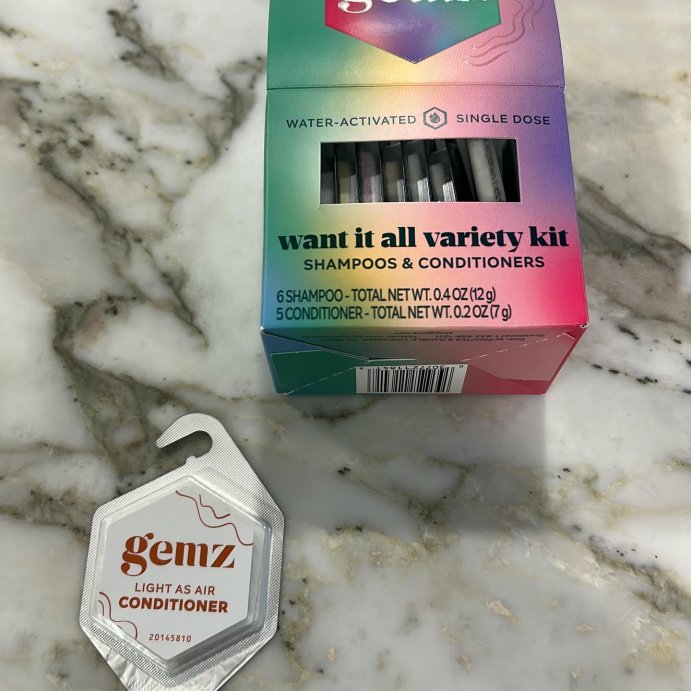 gemz
WATER-ACTIVATED SINGLE DOSE
want it all variety kit
SHAMPOOS & CONDITIONERS
6 SHAMPOO - TOTAL NET WT. 0.4 OZ (12 g)
5 CONDITIONER - TOTAL NET WT. 0.2 OZ (7 g)
gemz
LIGHT AS AIR
CONDITIONER
20145810